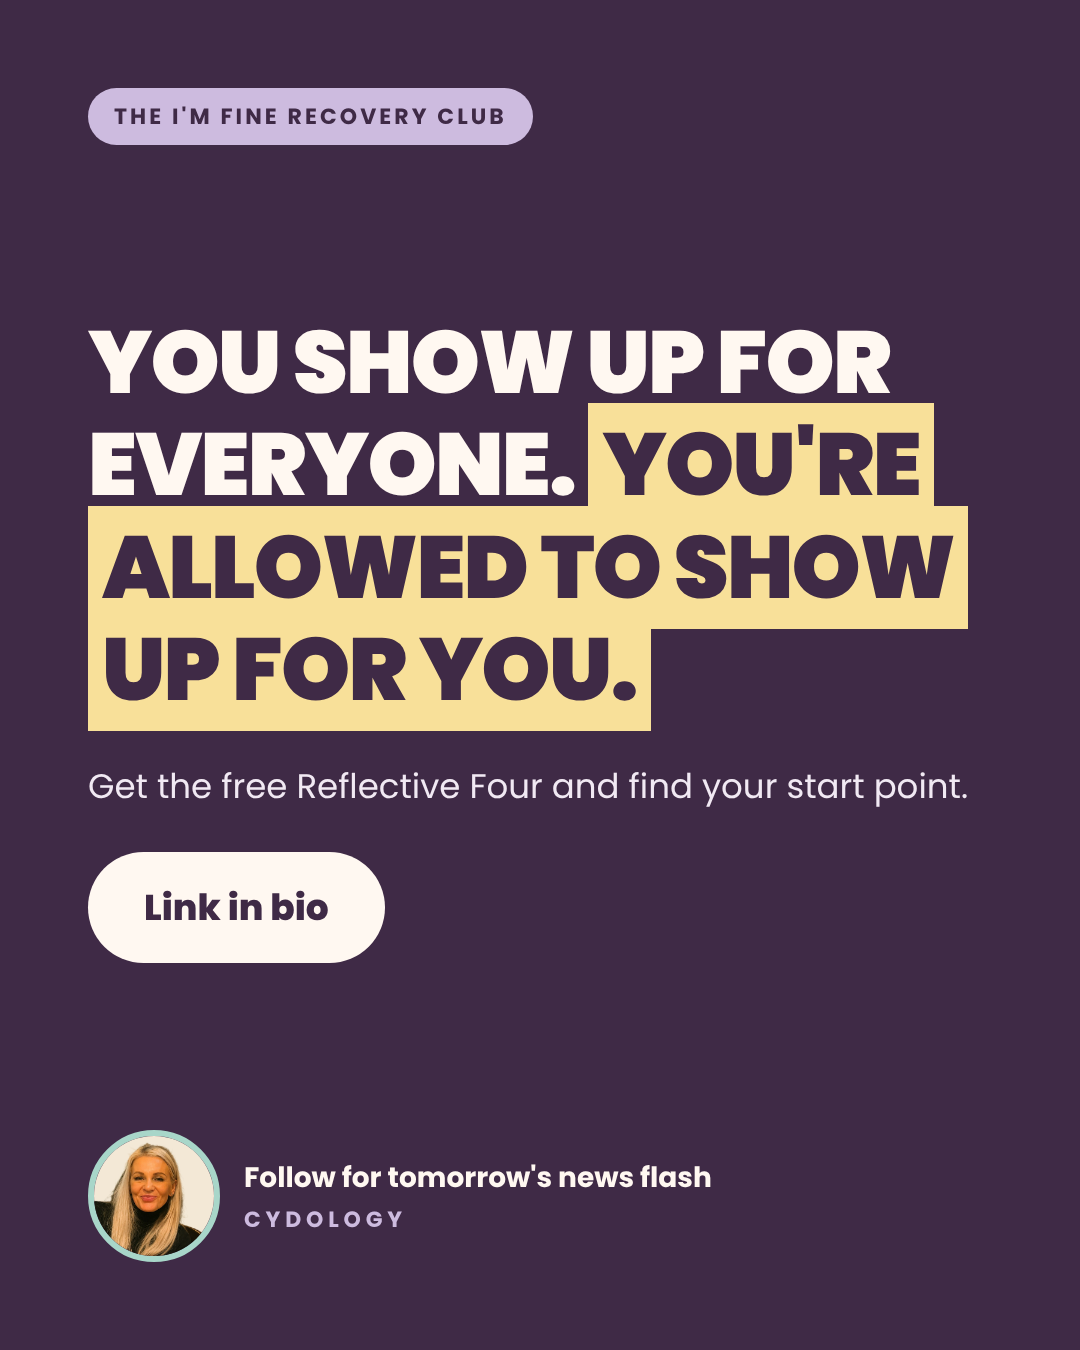 THE I'M FINE RECOVERY CLUB
YOU SHOW UP FOR
EVERYONE. YOU'RE
ALLOWED TO SHOW
UP FOR YOU.
Get the free Reflective Four and find your start point.
Link in bio
Follow for tomorrow's news flash
CYDOLOGY